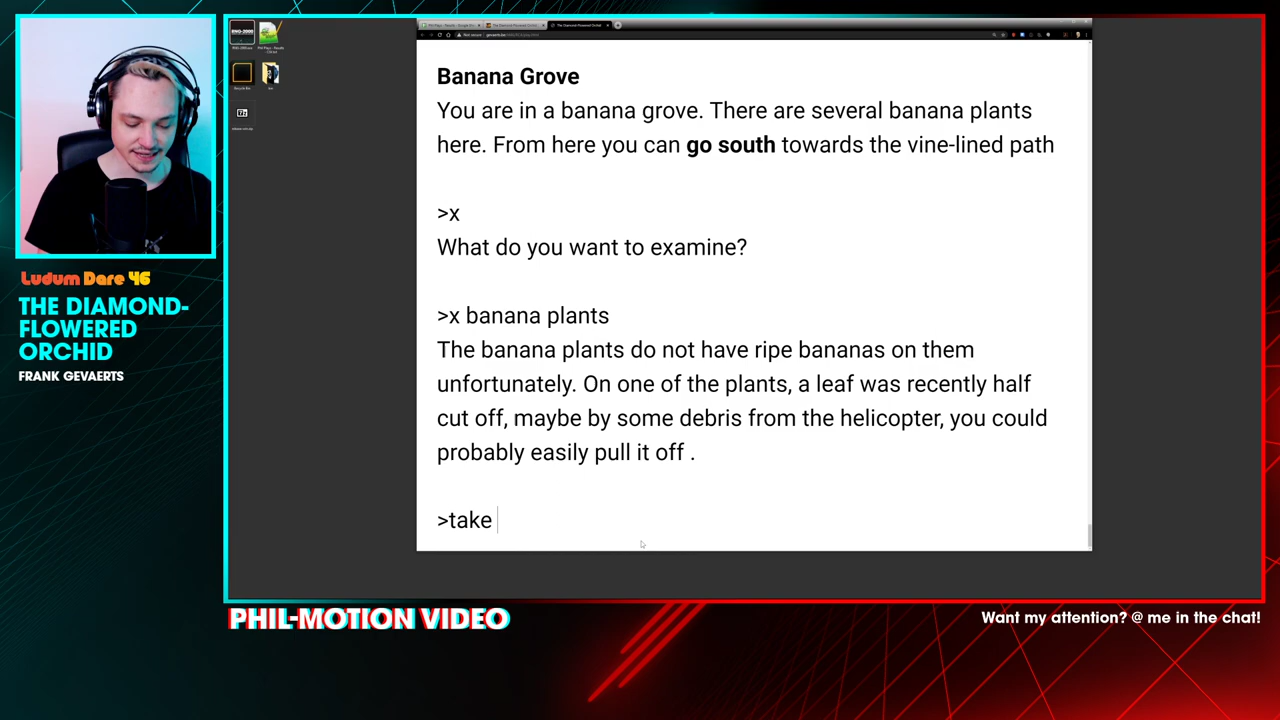 Banana Grove
You are in a banana grove. There are several banana plants
here. From here you can go south towards the vine-lined path
>x
What do you want to examine?
>x banana plants
The banana plants do not have ripe bananas on them
unfortunately. On one of the plants, a leaf was recently half
cut off, maybe by some debris from the helicopter, you could
probably easily pull it off .
>take
Ludum Dare 46
THE DIAMOND-
FLOWERED
ORCHID
FRANK GEVAERTS
PHIL-MOTION VIDEO
Want my attention? @ me in the chat!